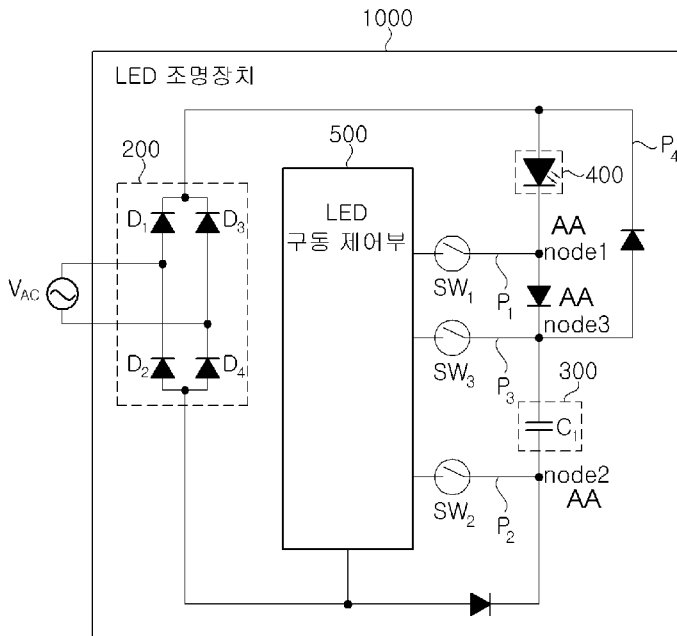 1000
LED 조명장치
500
200
P₄
400
LED
구동 제어부
D₁
D₃
AA
node1
SW₁
P₁
AA
V_AC
node3
SW₃
P₃
300
D₂
D₄
C₁
node2
AA
SW₂
P₂